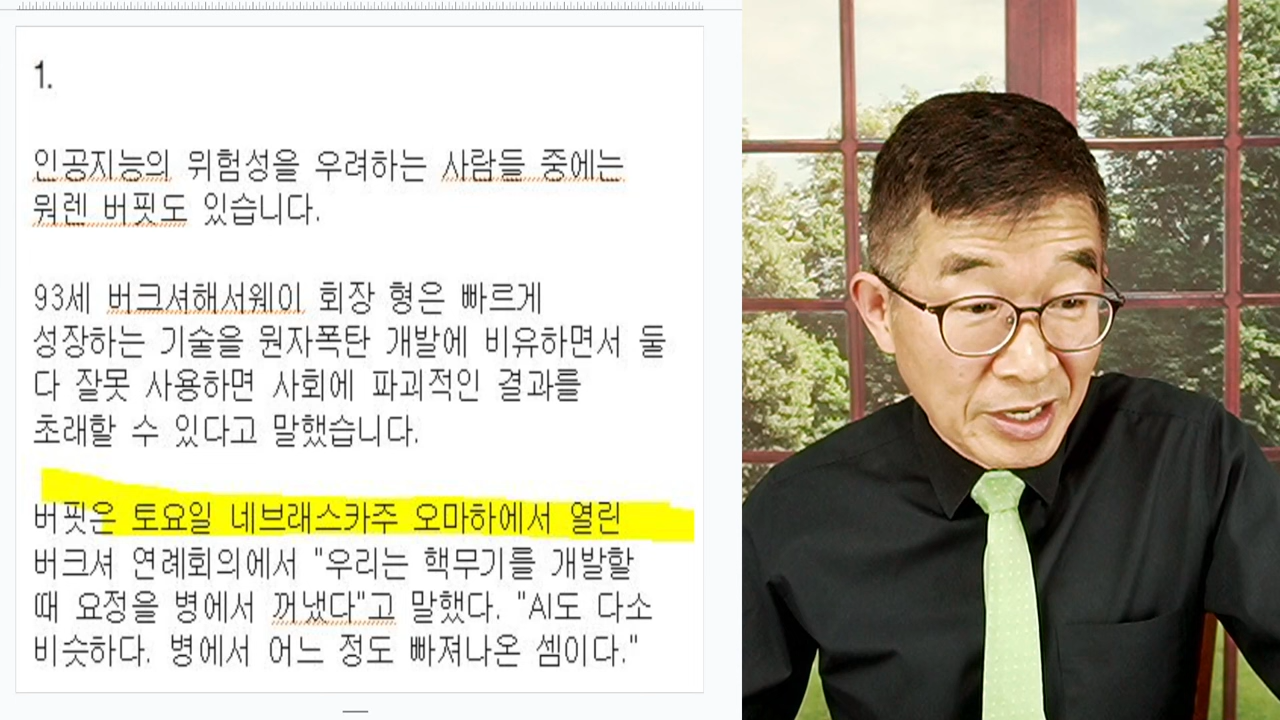 1.
인공지능의 위험성을 우려하는 사람들 중에는
워렌 버핏도 있습니다.
93세 버크셔해서웨이 회장 형은 빠르게
성장하는 기술을 원자폭탄 개발에 비유하면서 둘
다 잘못 사용하면 사회에 파괴적인 결과를
초래할 수 있다고 말했습니다.
버핏은 토요일 네브래스카주 오마하에서 열린
버크셔 연례회의에서 "우리는 핵무기를 개발할
때 요정을 병에서 꺼냈다"고 말했다. "AI도 다소
비슷하다. 병에서 어느 정도 빠져나온 셈이다."